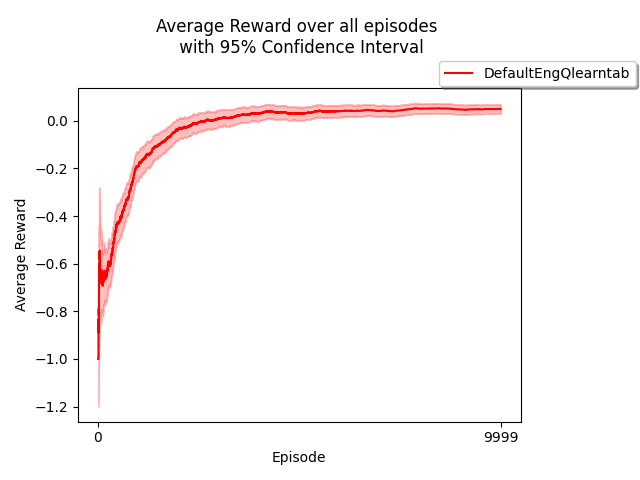 Average Reward over all episodes
with 95% Confidence Interval
DefaultEngQlearntab
0.0
−0.2
−0.4
−0.6
−0.8
−1.0
−1.2
Average Reward
0
9999
Episode